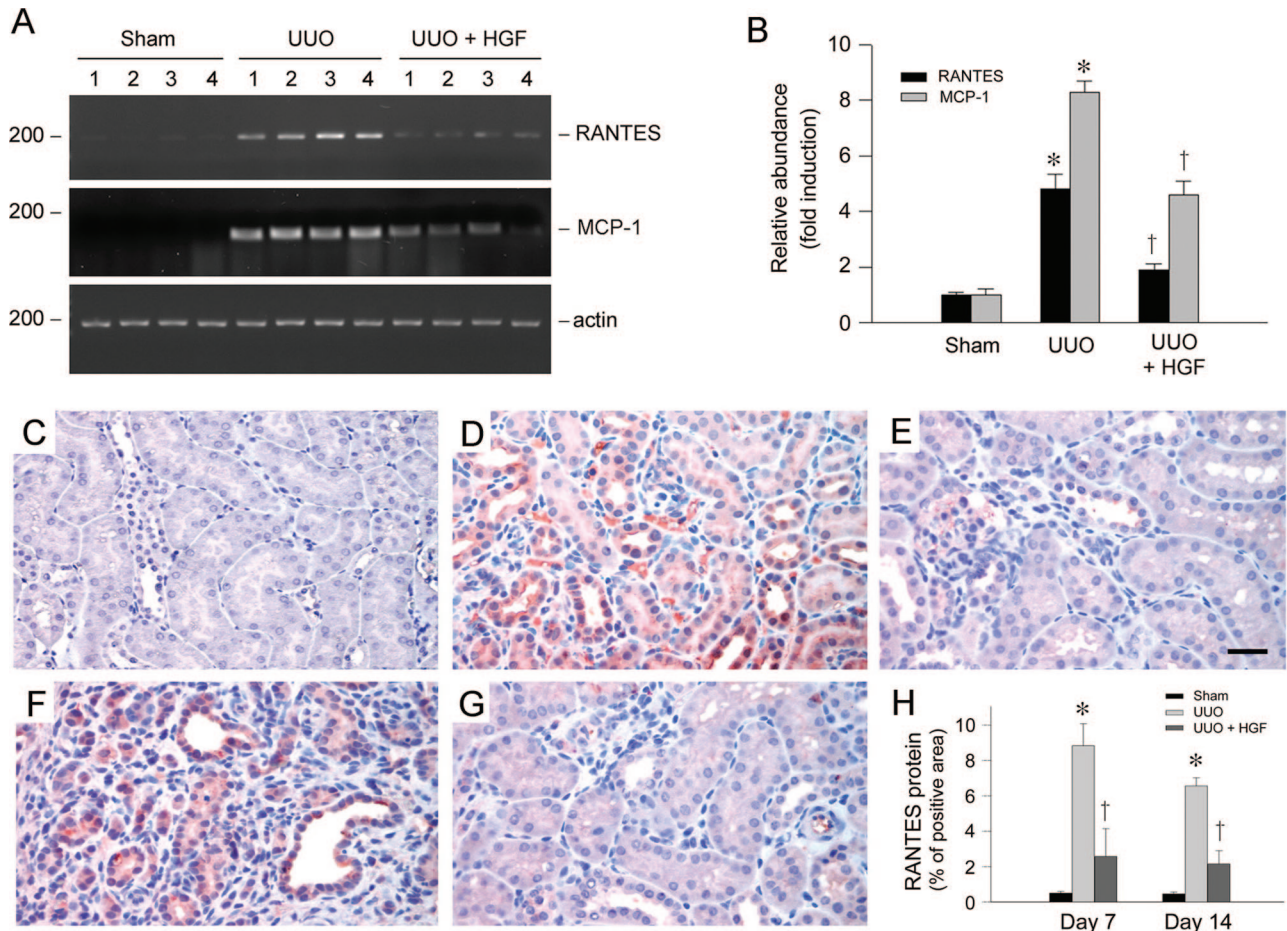 A
Sham UUO UUO + HGF
1 2 3 4 1 2 3 4 1 2 3 4
200 – – RANTES
200 –
– MCP-1
200 – – actin
B
Relative abundance
(fold induction)
10
8
6
4
2
0
RANTES
MCP-1
*
*
†
†
Sham UUO UUO
+ HGF
C
D
E
F
G
H
RANTES protein
(% of positive area)
10
8
6
4
2
0
Sham
UUO
UUO + HGF
*
*
†
†
Day 7 Day 14